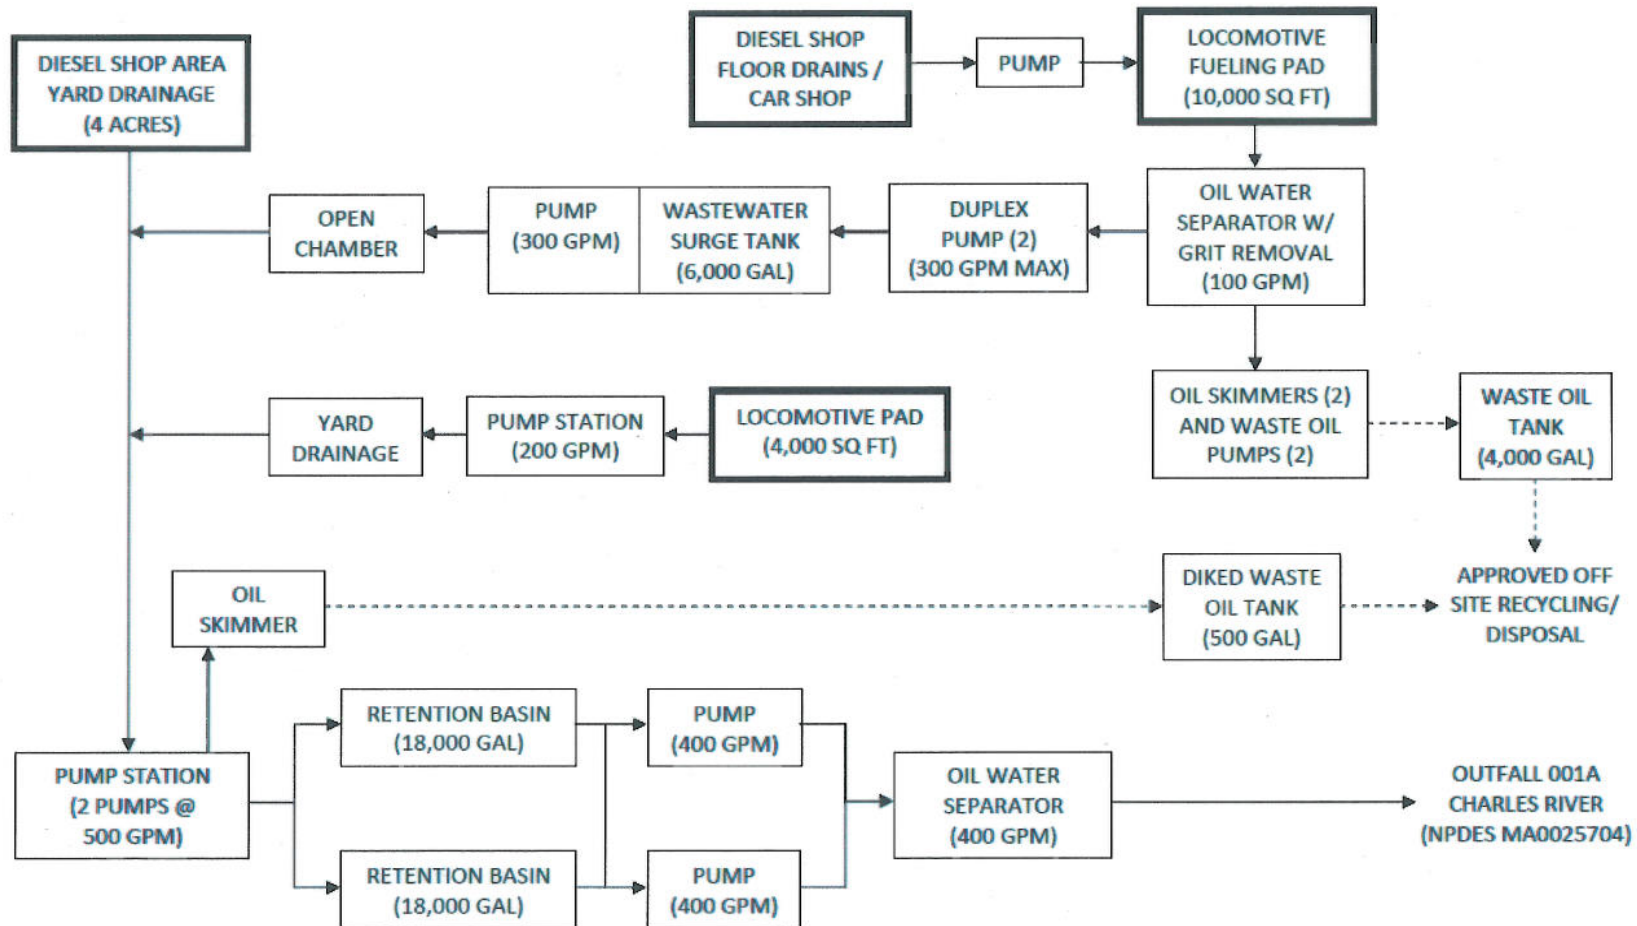 DIESEL SHOP AREA
YARD DRAINAGE
(4 ACRES)
DIESEL SHOP
FLOOR DRAINS /
CAR SHOP
PUMP
LOCOMOTIVE
FUELING PAD
(10,000 SQ FT)
OPEN
CHAMBER
PUMP
(300 GPM)
WASTEWATER
SURGE TANK
(6,000 GAL)
DUPLEX
PUMP (2)
(300 GPM MAX)
OIL WATER
SEPARATOR W/
GRIT REMOVAL
(100 GPM)
YARD
DRAINAGE
PUMP STATION
(200 GPM)
LOCOMOTIVE PAD
(4,000 SQ FT)
OIL SKIMMERS (2)
AND WASTE OIL
PUMPS (2)
WASTE OIL
TANK
(4,000 GAL)
OIL
SKIMMER
DIKED WASTE
OIL TANK
(500 GAL)
APPROVED OFF
SITE RECYCLING/
DISPOSAL
PUMP STATION
(2 PUMPS @
500 GPM)
RETENTION BASIN
(18,000 GAL)
PUMP
(400 GPM)
RETENTION BASIN
(18,000 GAL)
PUMP
(400 GPM)
OIL WATER
SEPARATOR
(400 GPM)
OUTFALL 001A
CHARLES RIVER
(NPDES MA0025704)